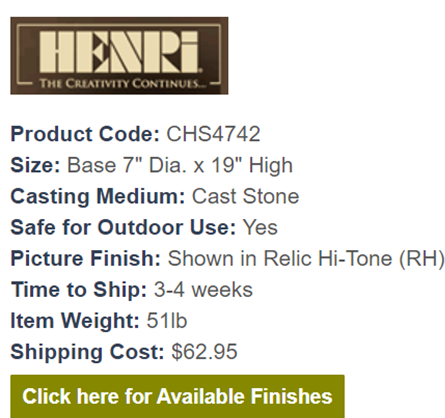 HENRi
THE CREATIVITY CONTINUES...
Product Code: CHS4742
Size: Base 7" Dia. x 19" High
Casting Medium: Cast Stone
Safe for Outdoor Use: Yes
Picture Finish: Shown in Relic Hi-Tone (RH)
Time to Ship: 3-4 weeks
Item Weight: 51lb
Shipping Cost: $62.95
Click here for Available Finishes